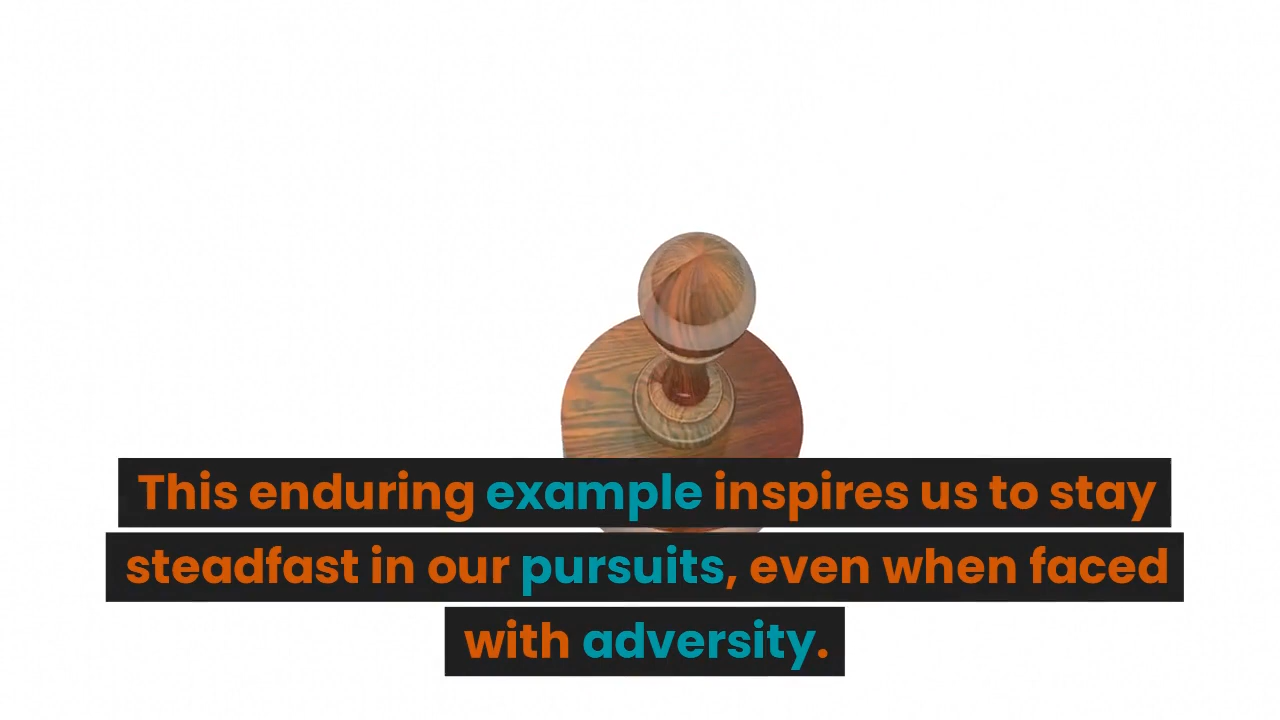 This enduring example inspires us to stay
steadfast in our pursuits, even when faced
with adversity.